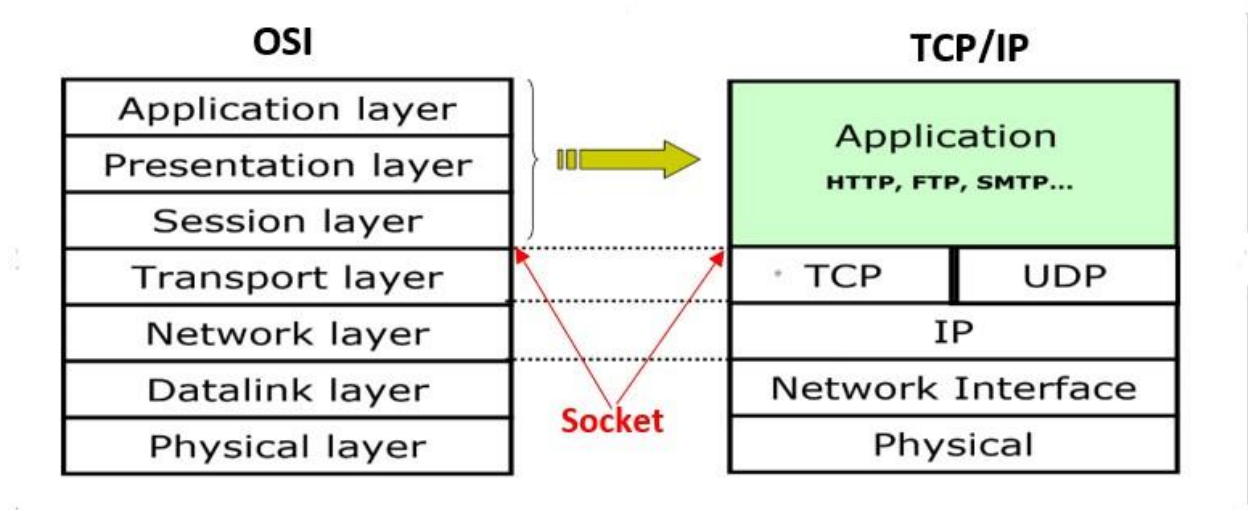 OSI
Application layer
Presentation layer
Session layer
Transport layer
Network layer
Datalink layer
Physical layer
Socket
TCP/IP
Application
HTTP, FTP, SMTP...
TCP
UDP
IP
Network Interface
Physical